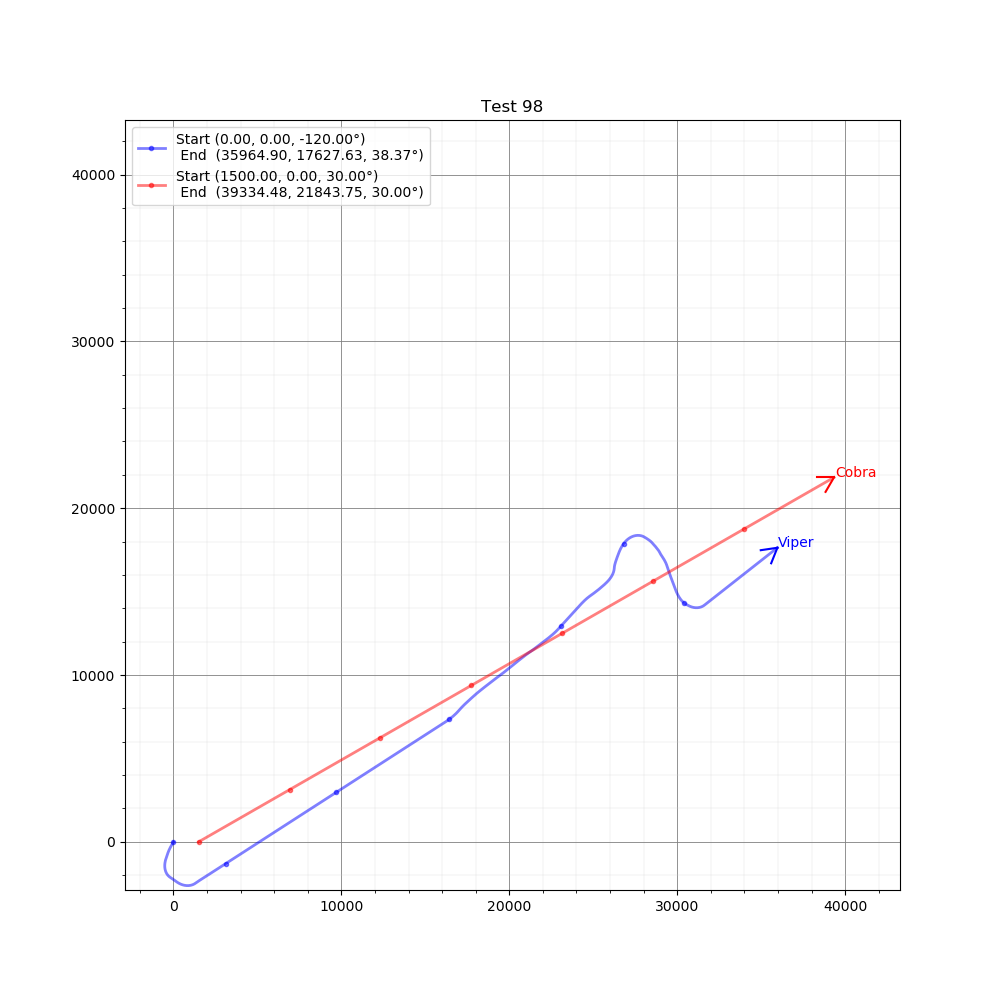 Test 98
Start (0.00, 0.00, -120.00°)
End (35964.90, 17627.63, 38.37°)
Start (1500.00, 0.00, 30.00°)
End (39334.48, 21843.75, 30.00°)
40000
30000
20000
10000
0
Cobra
Viper
0 10000 20000 30000 40000